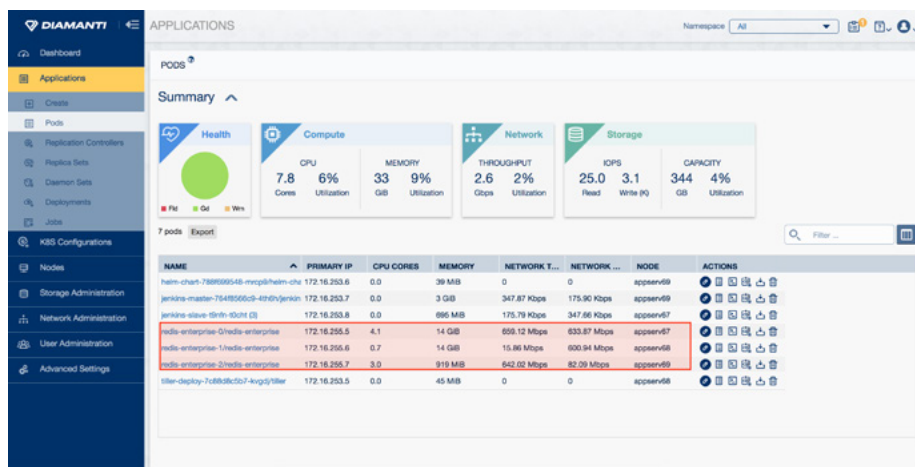 DIAMANTI
APPLICATIONS
Namespace All
Dashboard
Applications
Create
Pods
Replication Controllers
Replica Sets
Daemon Sets
Deployments
Jobs
K8S Configurations
Nodes
Storage Administration
Network Administration
User Administration
Advanced Settings
PODS
Summary
Health
Fld Gd Wrn
Compute
CPU MEMORY
7.8 6% 33 9%
Cores Utilization GiB Utilization
Network
THROUGHPUT
2.6 2%
Gbps Utilization
Storage
IOPS CAPACITY
25.0 3.1 344 4%
Read Write (K) GB Utilization
7 pods Export
Filter ...
NAME PRIMARY IP CPU CORES MEMORY NETWORK T... NETWORK ... NODE ACTIONS
172.16.253.6 0.0 39 MiB 0 0 appserv69
172.16.253.7 0.0 3 GiB 347.87 Kbps 175.90 Kbps appserv69
172.16.253.8 0.0 695 MiB 175.79 Kbps 347.66 Kbps appserv67
redis-enterprise-0/redis-enterprise 172.16.255.5 4.1 14 GiB 659.12 Mbps 633.87 Mbps appserv67
redis-enterprise-1/redis-enterprise 172.16.255.6 0.7 14 GiB 15.86 Mbps 600.94 Mbps appserv68
redis-enterprise-2/redis-enterprise 172.16.255.7 3.0 919 MiB 642.02 Mbps 82.09 Mbps appserv69
172.16.253.5 0.0 45 MiB 0 0 appserv68